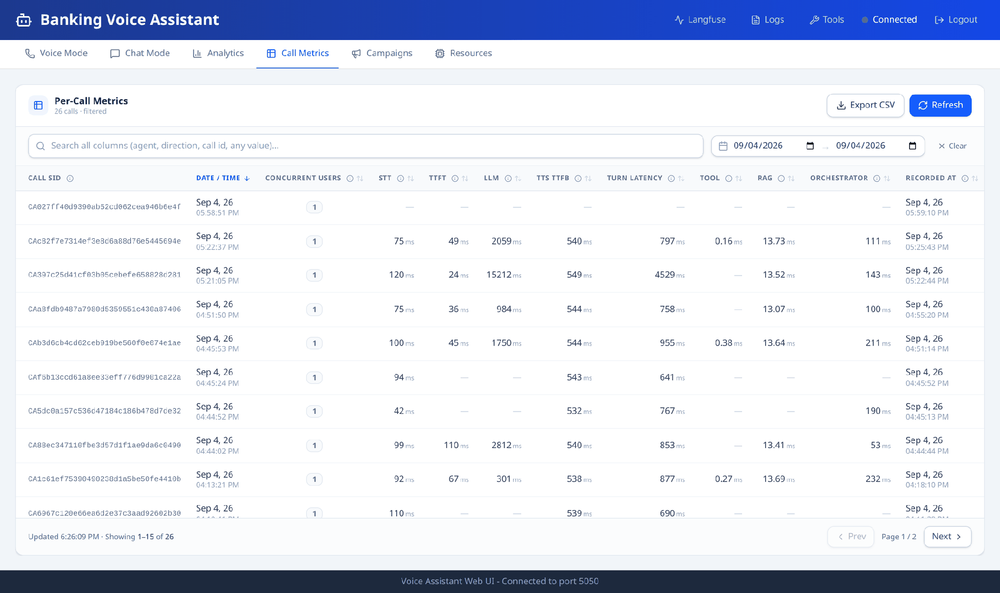 Banking Voice Assistant
Langfuse Logs Tools Connected Logout
Voice Mode Chat Mode Analytics Call Metrics Campaigns Resources
Per-Call Metrics
26 calls · filtered
Export CSV Refresh
Search all columns (agent, direction, call id, any value)...
09/04/2026 → 09/04/2026 Clear
CALL SID DATE / TIME ↓ CONCURRENT USERS STT TTFT LLM TTS TTFB TURN LATENCY TOOL RAG ORCHESTRATOR RECORDED AT
CA027ff40d9390ab52cd062cea946b6e4f Sep 4, 26 1 — — — — — — — — Sep 4, 26
05:58:51 PM 05:59:10 PM
CAc82f7e7314ef3e8d6a88d76e5445694e Sep 4, 26 1 75 ms 49 ms 2059 ms 540 ms 797 ms 0.16 ms 13.73 ms 111 ms Sep 4, 26
05:22:37 PM 05:25:43 PM
CA397c25d41cf03b05cebefe658828d281 Sep 4, 26 1 120 ms 24 ms 15212 ms 549 ms 4529 ms — 13.52 ms 143 ms Sep 4, 26
05:21:05 PM 05:22:44 PM
CAa8fdb9487a7980d5359551c430a87406 Sep 4, 26 1 75 ms 36 ms 984 ms 544 ms 758 ms — 13.07 ms 100 ms Sep 4, 26
04:51:50 PM 04:55:20 PM
CAb3d6cb4cd62ceb919be560f0e074e1ae Sep 4, 26 1 100 ms 45 ms 1750 ms 544 ms 955 ms 0.38 ms 13.64 ms 211 ms Sep 4, 26
04:45:53 PM 04:51:14 PM
CAf6b13ccd61a8ee33eff776d9901ca22a Sep 4, 26 1 94 ms — — 543 ms 641 ms — — — Sep 4, 26
04:45:24 PM 04:45:52 PM
CA5dc0a157c536d47184c186b478d7de32 Sep 4, 26 1 42 ms — — 532 ms 767 ms — — 190 ms Sep 4, 26
04:44:52 PM 04:45:13 PM
CA88ec347110fbe3d57d1f1ae9da6c0490 Sep 4, 26 1 99 ms 110 ms 2812 ms 540 ms 853 ms — 13.41 ms 53 ms Sep 4, 26
04:44:02 PM 04:44:44 PM
CA1c61ef75390490238d1a5be50fe4410b Sep 4, 26 1 92 ms 67 ms 301 ms 538 ms 877 ms 0.27 ms 13.69 ms 232 ms Sep 4, 26
04:13:21 PM 04:18:10 PM
CA6967c120e66ea6d2e37c3aad92602b30 Sep 4, 26 1 110 ms — — 539 ms 690 ms — — — Sep 4, 26
Updated 6:26:09 PM · Showing 1–15 of 26 Prev Page 1 / 2 Next
Voice Assistant Web UI - Connected to port 5050